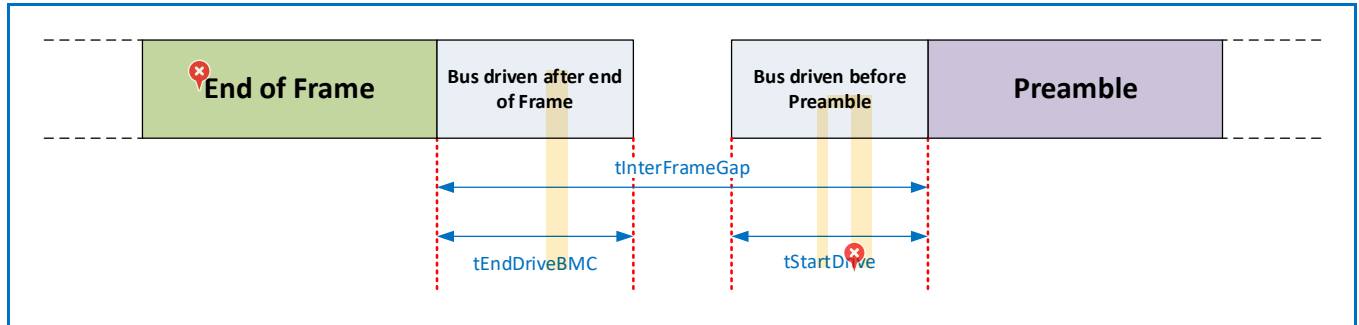 End of Frame
Bus driven after end
of Frame
Bus driven before
Preamble
Preamble
tInterFrameGap
tEndDriveBMC
tStartDrive